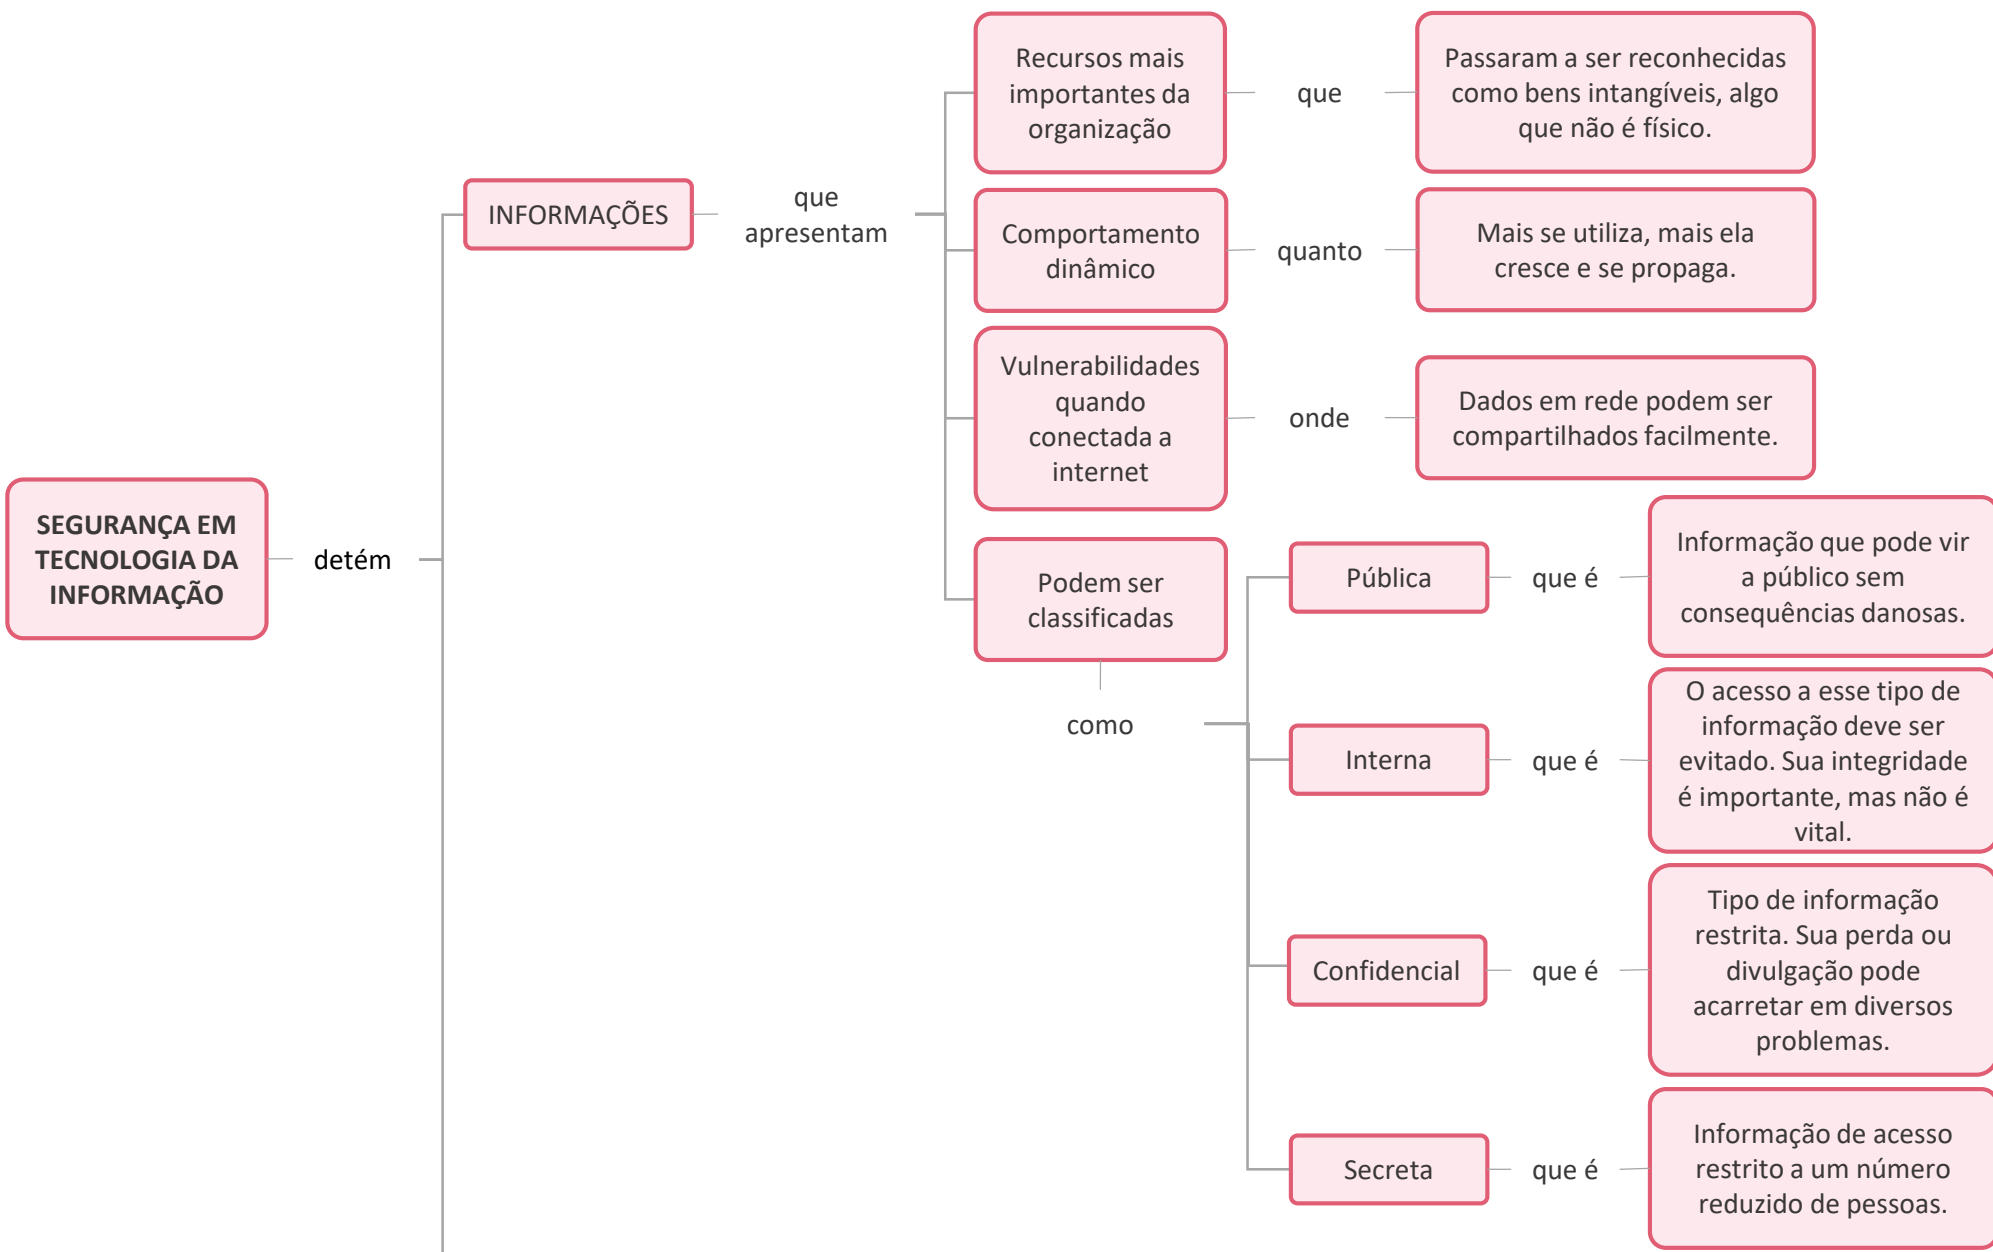 SEGURANÇA EM
TECNOLOGIA DA
INFORMAÇÃO
detém
INFORMAÇÕES
que
apresentam
Recursos mais
importantes da
organização
que
Passaram a ser reconhecidas
como bens intangíveis, algo
que não é físico.
Comportamento
dinâmico
quanto
Mais se utiliza, mais ela
cresce e se propaga.
Vulnerabilidades
quando
conectada a
internet
onde
Dados em rede podem ser
compartilhados facilmente.
Podem ser
classificadas
como
Pública
que é
Informação que pode vir
a público sem
consequências danosas.
Interna
que é
O acesso a esse tipo de
informação deve ser
evitado. Sua integridade
é importante, mas não é
vital.
Confidencial
que é
Tipo de informação
restrita. Sua perda ou
divulgação pode
acarretar em diversos
problemas.
Secreta
que é
Informação de acesso
restrito a um número
reduzido de pessoas.